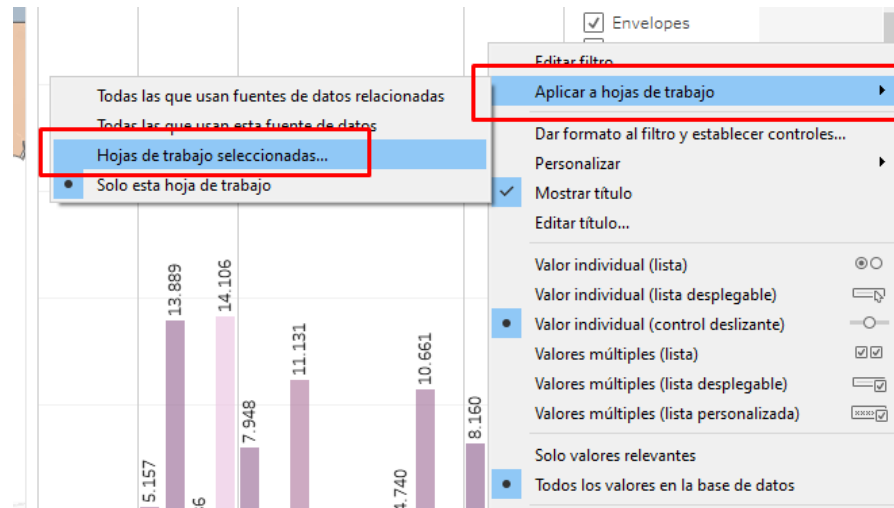 Envelopes
Editar filtro
Aplicar a hojas de trabajo
Todas las que usan fuentes de datos relacionadas
Todas las que usan esta fuente de datos
Hojas de trabajo seleccionadas...
Solo esta hoja de trabajo
Dar formato al filtro y establecer controles...
Personalizar
Mostrar título
Editar título...
Valor individual (lista)
Valor individual (lista desplegable)
Valor individual (control deslizante)
Valores múltiples (lista)
Valores múltiples (lista desplegable)
Valores múltiples (lista personalizada)
Solo valores relevantes
Todos los valores en la base de datos
5.157
13.889
14.106
7.948
11.131
10.661
8.160